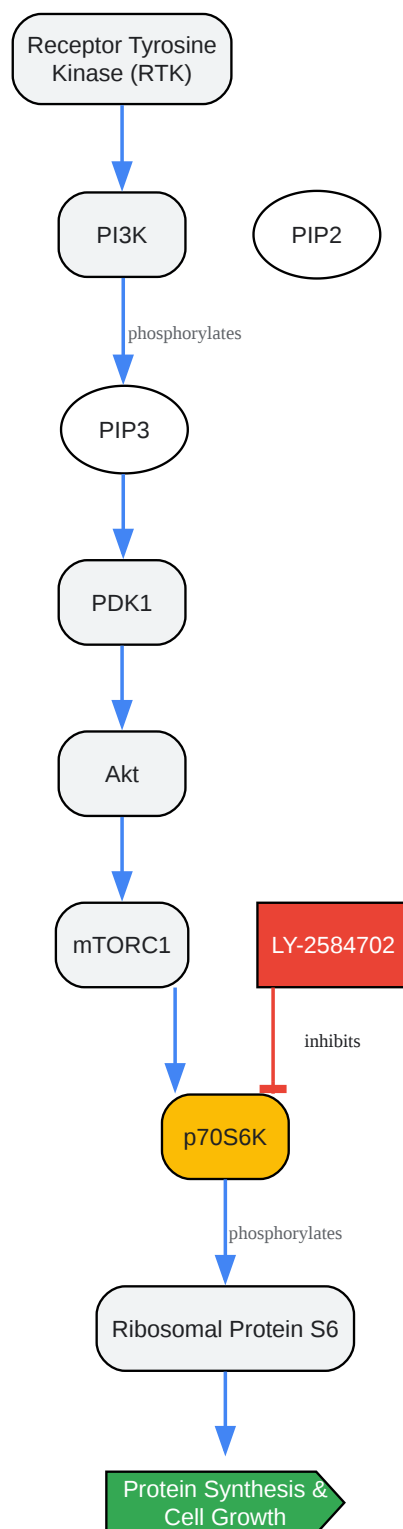 Receptor Tyrosine
Kinase (RTK)
PI3K
PIP2
phosphorylates
PIP3
PDK1
Akt
mTORC1
LY-2584702
inhibits
p70S6K
phosphorylates
Ribosomal Protein S6
Protein Synthesis &
Cell Growth